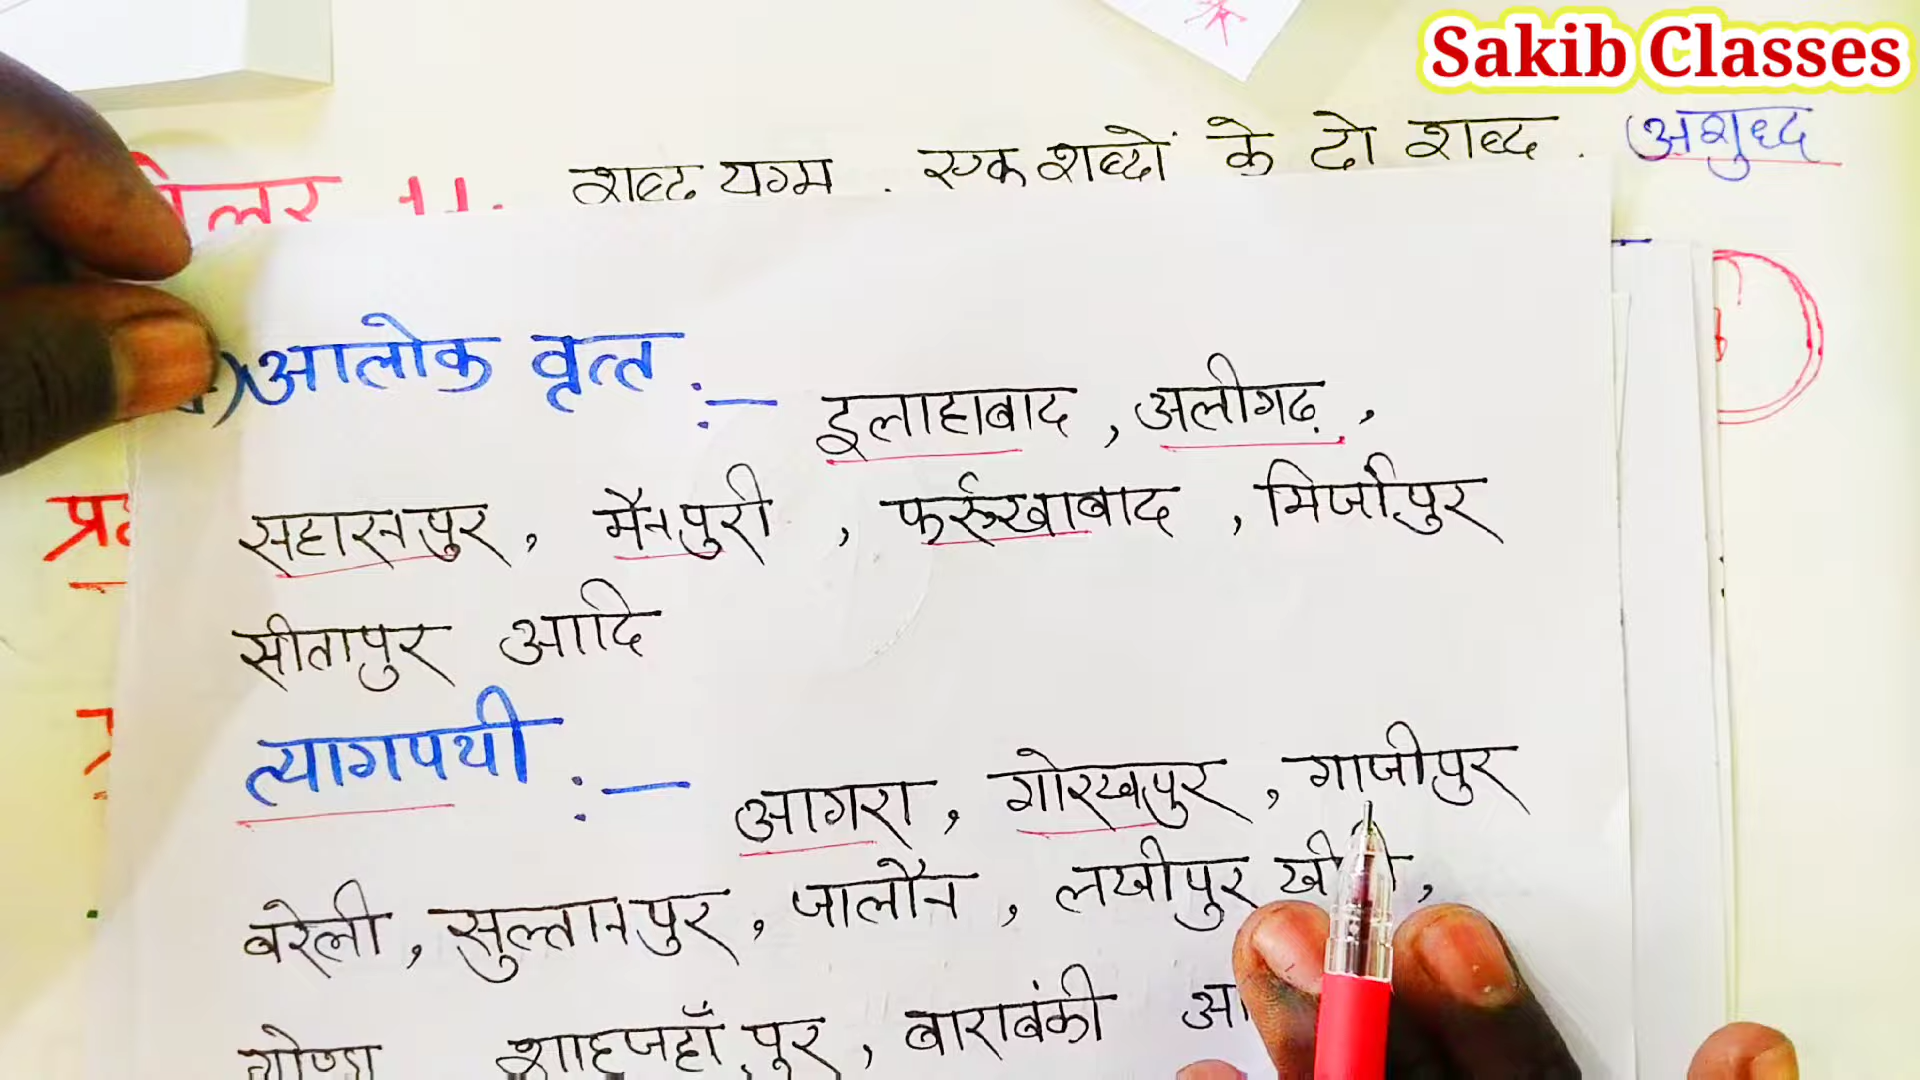 Sakib Classes
शब्द युग्म . एक शब्दों के दो शब्द . अशुध्द
आलोक वृत्त :- इलाहाबाद , अलीगढ़ ,
सहारनपुर , मैनपुरी , फर्रुखाबाद , मिर्जापुर
सीतापुर आदि
त्यागपथी :- आगरा , गोरखपुर , गाजीपुर
बरेली , सुल्तानपुर , जालौन , लखीपुर
गोण्डा शाहजहाँपुर , बाराबंकी